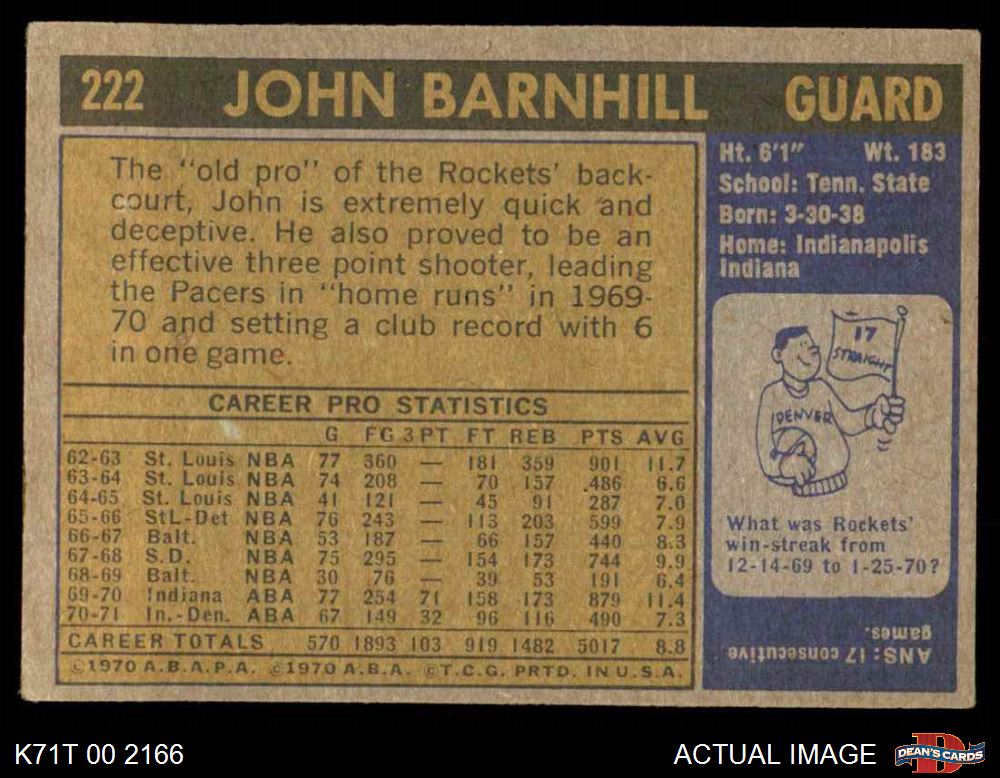 222 JOHN BARNHILL GUARD
The "old pro" of the Rockets' back-
court, John is extremely quick and
deceptive. He also proved to be an
effective three point shooter, leading
the Pacers in "home runs" in 1969-
70 and setting a club record with 6
in one game.
Ht. 6'1" Wt. 183
School: Tenn. State
Born: 3-30-38
Home: Indianapolis
Indiana
17
STRAIGHT
DENVER
What was Rockets'
win-streak from
12-14-69 to 1-25-70?
ANS: 17 consecutive
games.
CAREER PRO STATISTICS
G FG 3PT FT REB PTS AVG
62-63 St. Louis NBA 77 360 — 181 359 901 11.7
63-64 St. Louis NBA 74 208 — 70 157 .486 6.6
64-65 St. Louis NBA 41 121 — 45 91 287 7.0
65-66 StL-Det NBA 76 243 — 113 203 599 7.9
66-67 Balt. NBA 53 187 — 66 157 440 8.3
67-68 S.D. NBA 75 295 — 154 173 744 9.9
68-69 Balt. NBA 30 76 — 39 53 191 6.4
69-70 Indiana ABA 77 254 71 158 173 879 11.4
70-71 In.-Den. ABA 67 149 32 96 116 490 7.3
CAREER TOTALS 570 1893 103 919 1482 5017 8.8
©1970 A.B.A.P.A. ©1970 A.B.A. ©T.C.G. PRTD. IN U.S.A.
K71T 00 2166 ACTUAL IMAGE DEAN'S CARDS